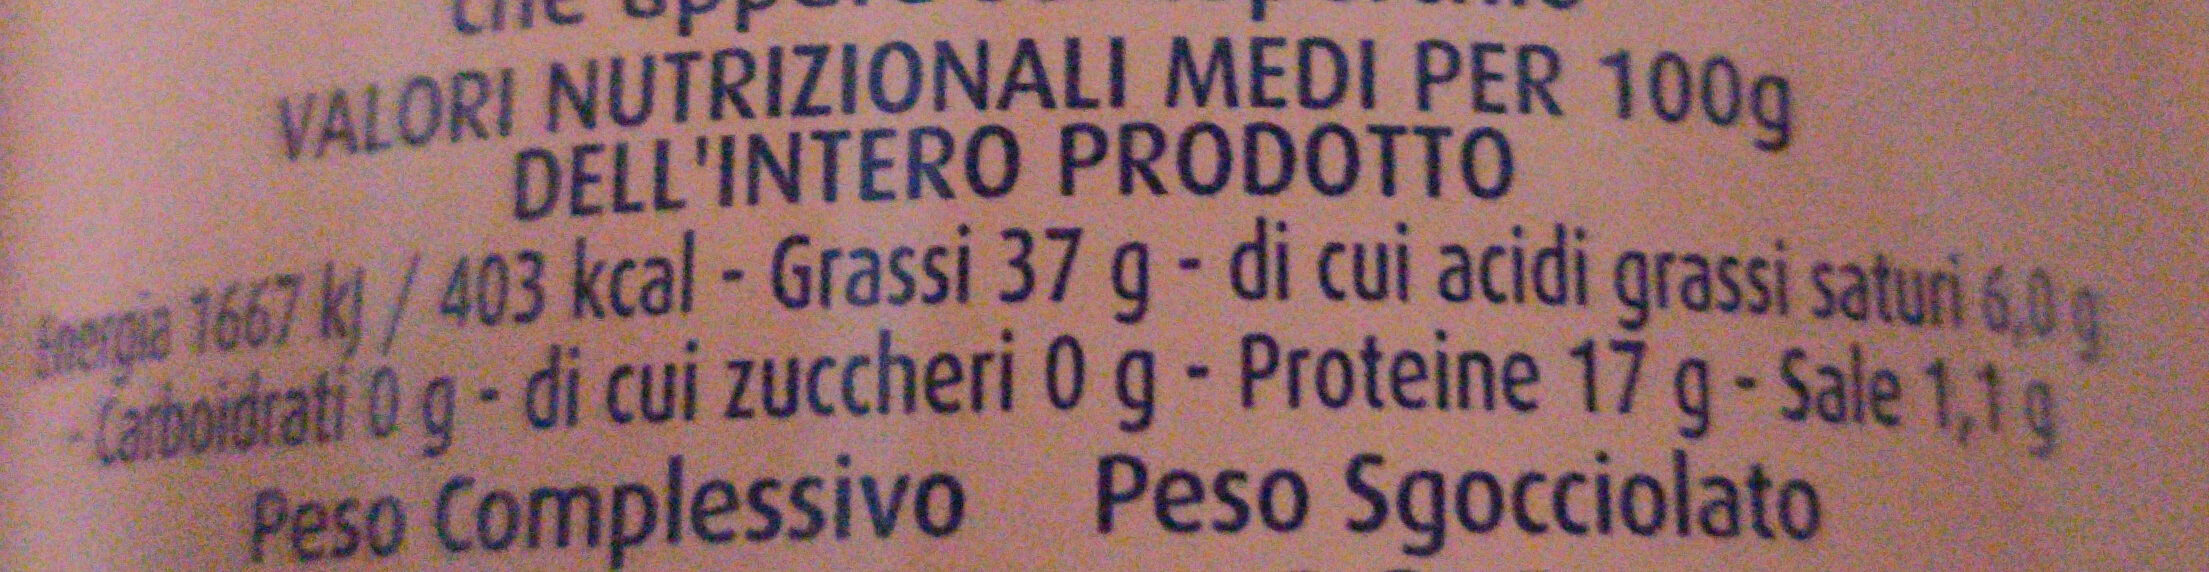 VALORI NUTRIZIONALI MEDI PER 100g
DELL'INTERO PRODOTTO
Energia 1667 kJ / 403 kcal - Grassi 37 g - di cui acidi grassi saturi 6,0 g
- Carboidrati 0 g - di cui zuccheri 0 g - Proteine 17 g - Sale 1,1 g
Peso Complessivo Peso Sgocciolato